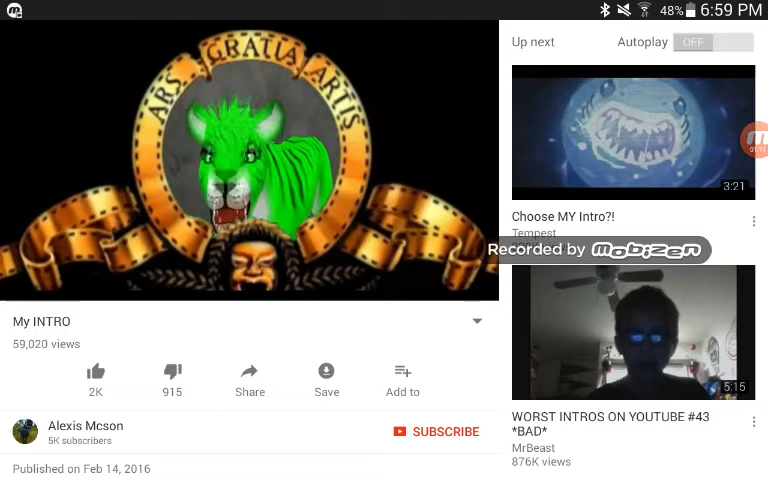 48% 6:59 PM
ARS GRATIA ARTIS
Up next
Autoplay OFF
3:21
Choose MY Intro?!
Tempest
Recorded by mobizen
My INTRO
59,020 views
2K
915
Share
Save
Add to
Alexis Mcson
5K subscribers
SUBSCRIBE
Published on Feb 14, 2016
5:15
WORST INTROS ON YOUTUBE #43
*BAD*
MrBeast
876K views